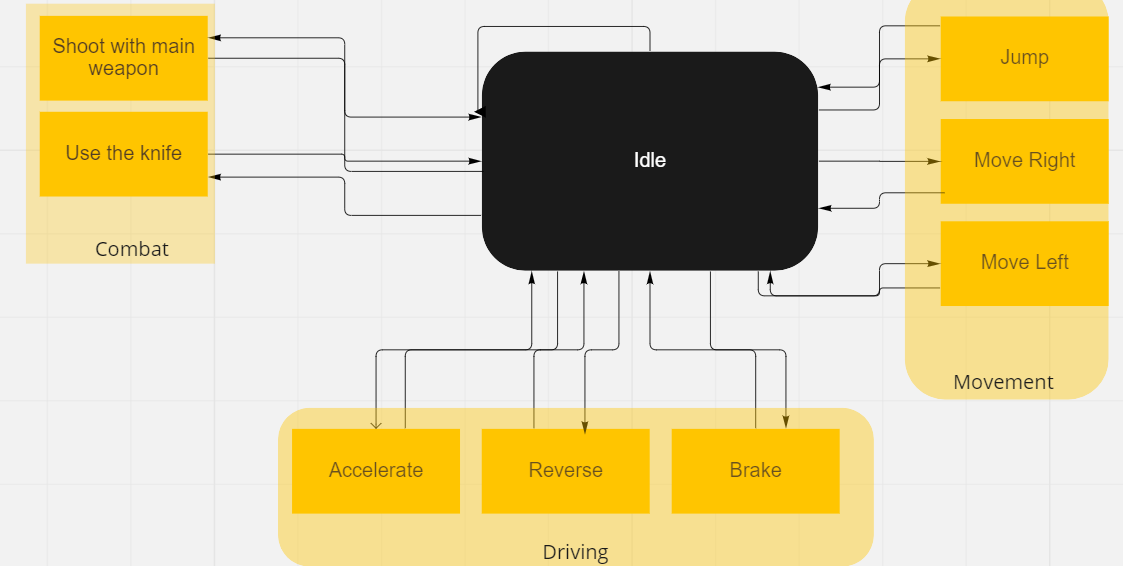 Shoot with main
weapon
Use the knife
Combat
Idle
Jump
Move Right
Move Left
Movement
Accelerate
Reverse
Brake
Driving